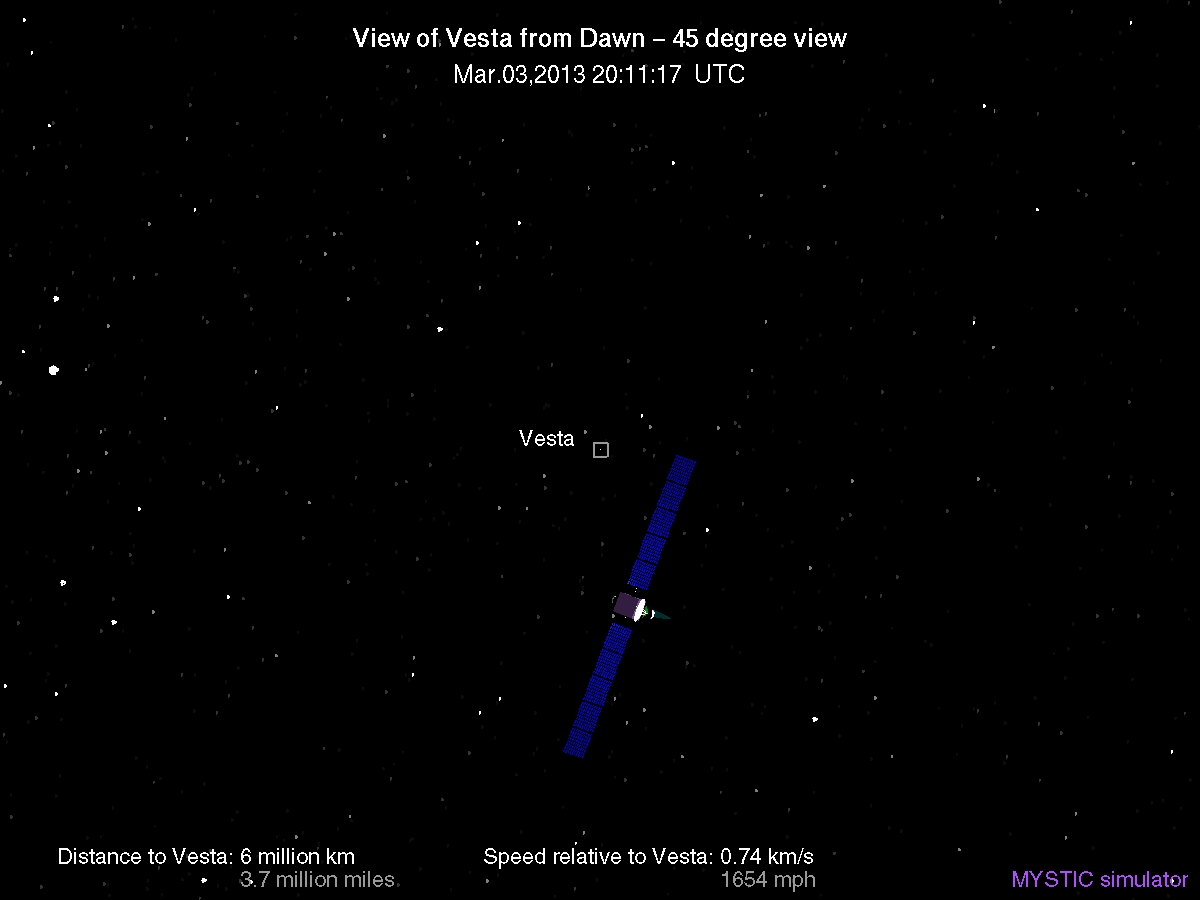 View of Vesta from Dawn – 45 degree view
Mar.03,2013 20:11:17 UTC
Vesta
Distance to Vesta: 6 million km
3.7 million miles
Speed relative to Vesta: 0.74 km/s
1654 mph
MYSTIC simulator